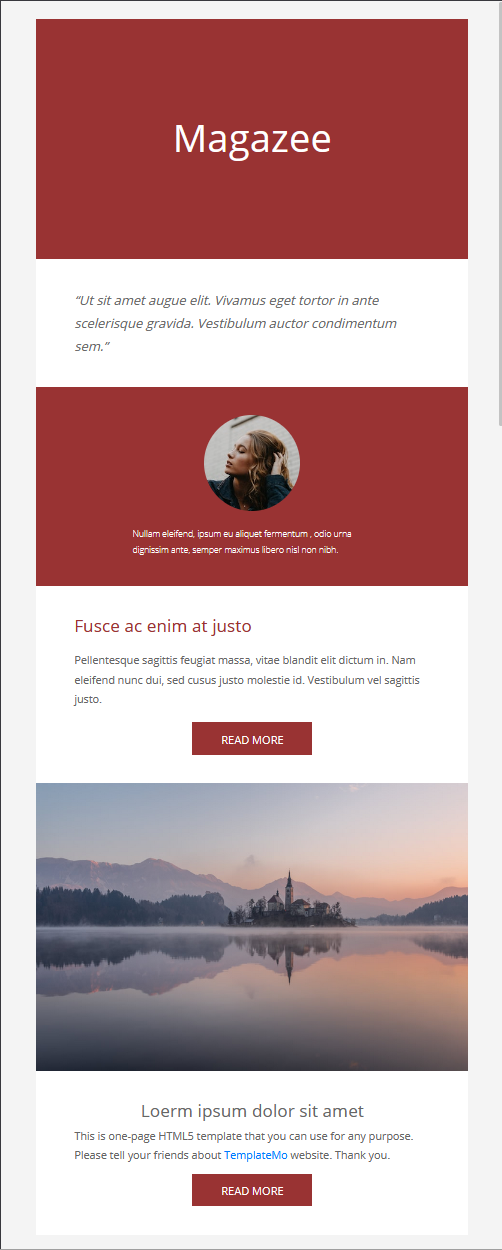 Magazee
“Ut sit amet augue elit. Vivamus eget tortor in ante
scelerisque gravida. Vestibulum auctor condimentum
sem.”
Nullam eleifend, ipsum eu aliquet fermentum , odio urna
dignissim ante, semper maximus libero nisl non nibh.
Fusce ac enim at justo
Pellentesque sagittis feugiat massa, vitae blandit elit dictum in. Nam
eleifend nunc dui, sed cusus justo molestie id. Vestibulum vel sagittis
justo.
READ MORE
Loerm ipsum dolor sit amet
This is one-page HTML5 template that you can use for any purpose.
Please tell your friends about TemplateMo website. Thank you.
READ MORE